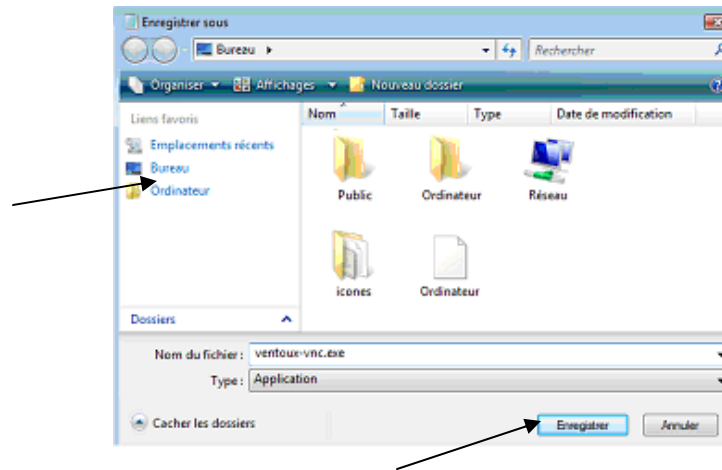 Enregistrer sous
Bureau
Rechercher
Organiser
Affichages
Nouveau dossier
Liens favoris
Emplacements récents
Bureau
Ordinateur
Dossiers
Nom Taille Type Date de modification
Public Ordinateur Réseau
icones Ordinateur
Nom du fichier : ventoux-vnc.exe
Type : Application
Cacher les dossiers
Enregistrer Annuler